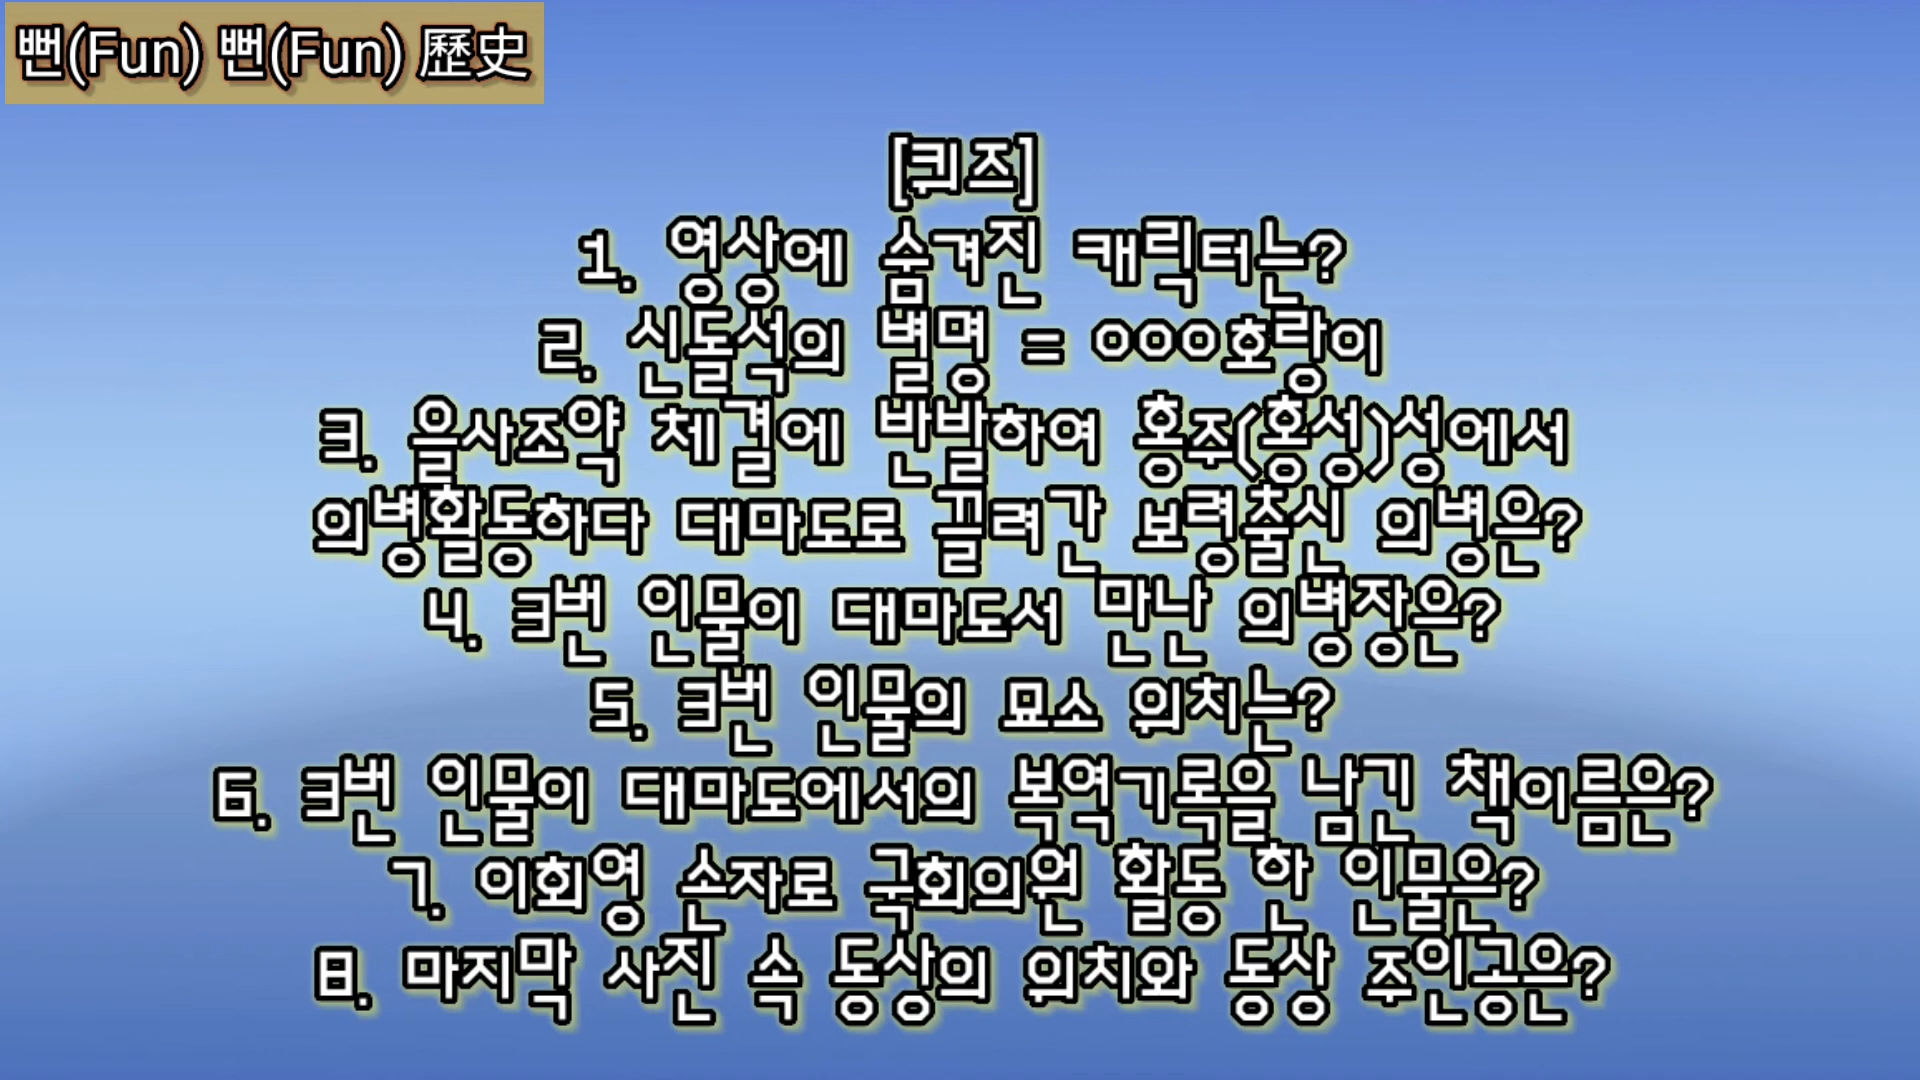 뻔(Fun) 뻔(Fun) 歷史
[퀴즈]
1. 영상에 숨겨진 캐릭터는?
2. 신돌석의 별명 = ㅇㅇㅇ호랑이
3. 을사조약 체결에 반발하여 홍주(홍성)성에서
의병활동하다 대마도로 끌려간 보령출신 의병은?
4. 3번 인물이 대마도서 만난 의병장은?
5. 3번 인물의 묘소 위치는?
6. 3번 인물이 대마도에서의 복역기록을 남긴 책이름은?
7. 이회영 손자로 국회의원 활동 한 인물은?
8. 마지막 사진 속 동상의 위치와 동상 주인공은?